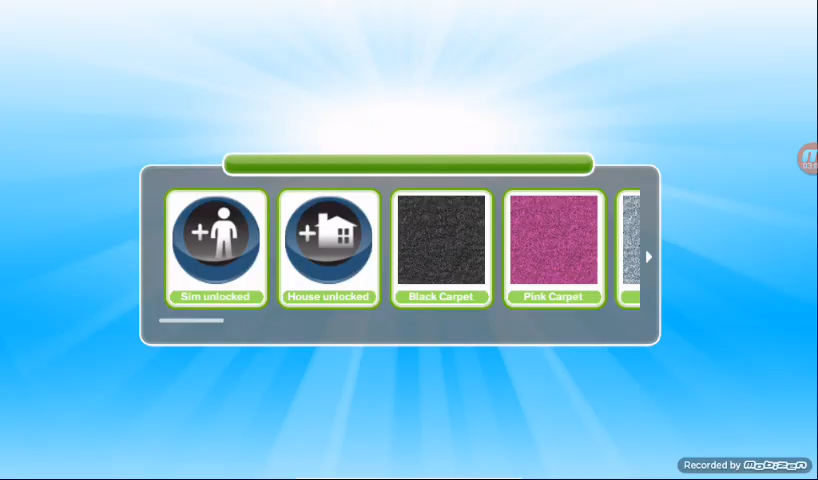 Sim unlocked
House unlocked
Black Carpet
Pink Carpet
Recorded by mobizen